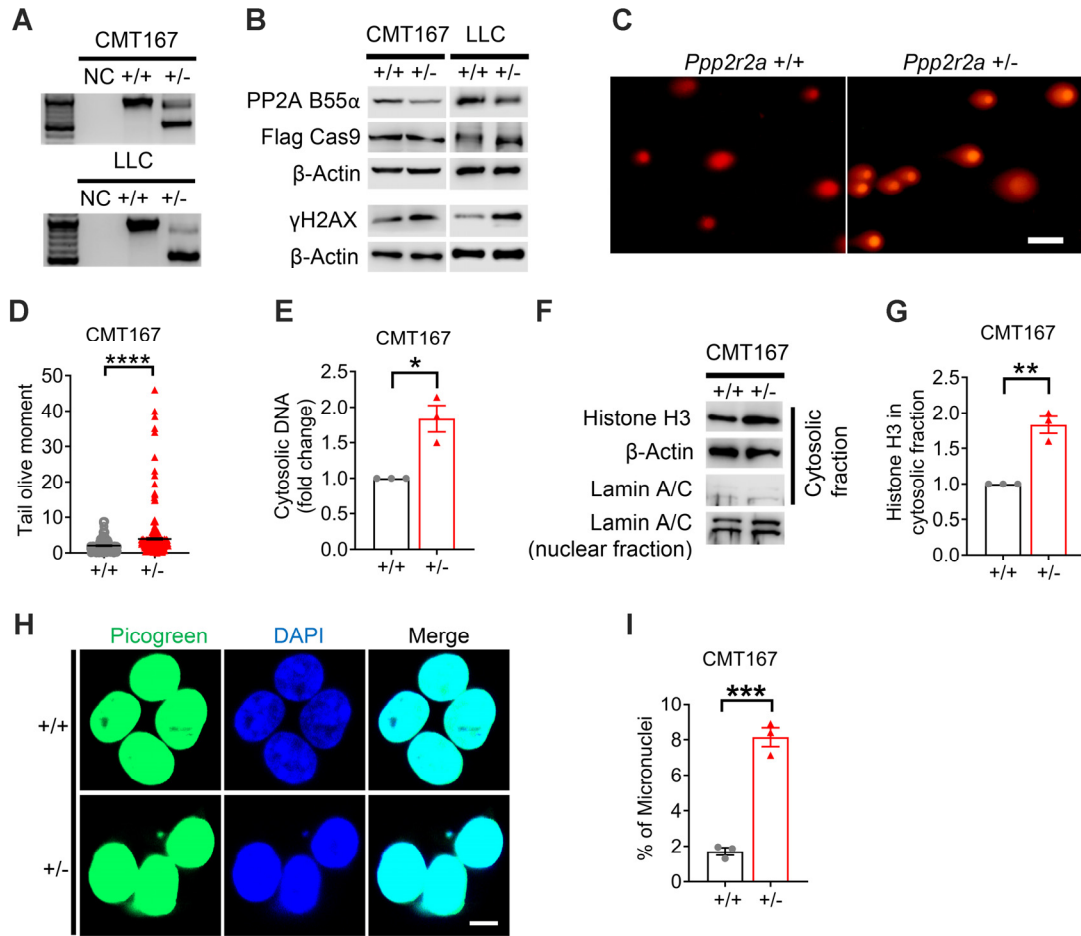 A
CMT167
NC +/+ +/-
LLC
NC +/+ +/-
B
CMT167 LLC
+/+ +/- +/+ +/-
PP2A B55α
Flag Cas9
β-Actin
γH2AX
β-Actin
C
Ppp2r2a +/+ Ppp2r2a +/-
D
CMT167
****
Tail olive moment
50
40
30
20
10
0
+/+ +/-
E
CMT167
*
Cytosolic DNA
(fold change)
2.5
2.0
1.5
1.0
0.5
0.0
+/+ +/-
F
CMT167
+/+ +/-
Histone H3
β-Actin
Lamin A/C
Lamin A/C
(nuclear fraction)
Cytosolic
fraction
G
CMT167
**
Histone H3 in
cytosolic fraction
2.5
2.0
1.5
1.0
0.5
0.0
+/+ +/-
H
Picogreen DAPI Merge
+/+
+/-
I
CMT167
***
% of Micronuclei
10
8
6
4
2
0
+/+ +/-